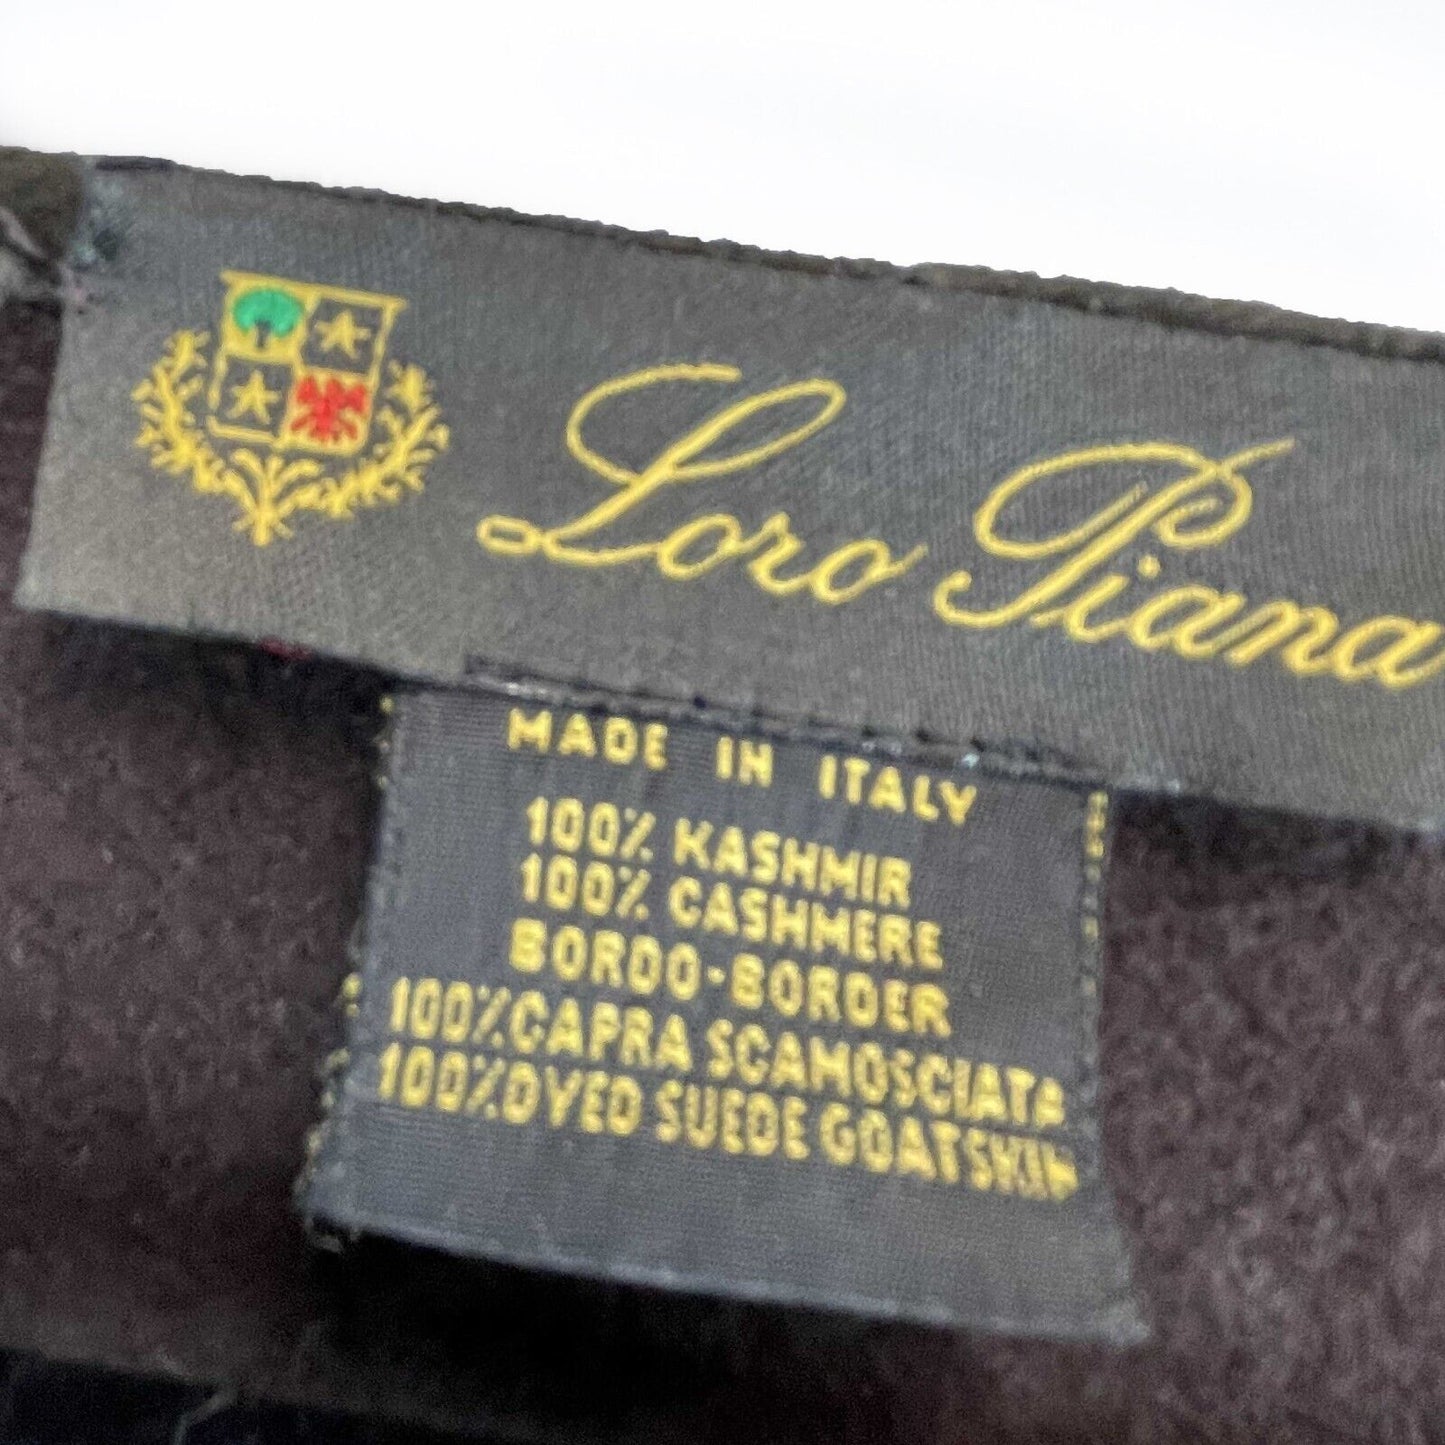 Loro Piana
MADE IN ITALY
100% KASHMIR
100% CASHMERE
BORDO-BORDER
100%CAPRA SCAMOSCIATA
100%DYED SUEDE GOATSKIN